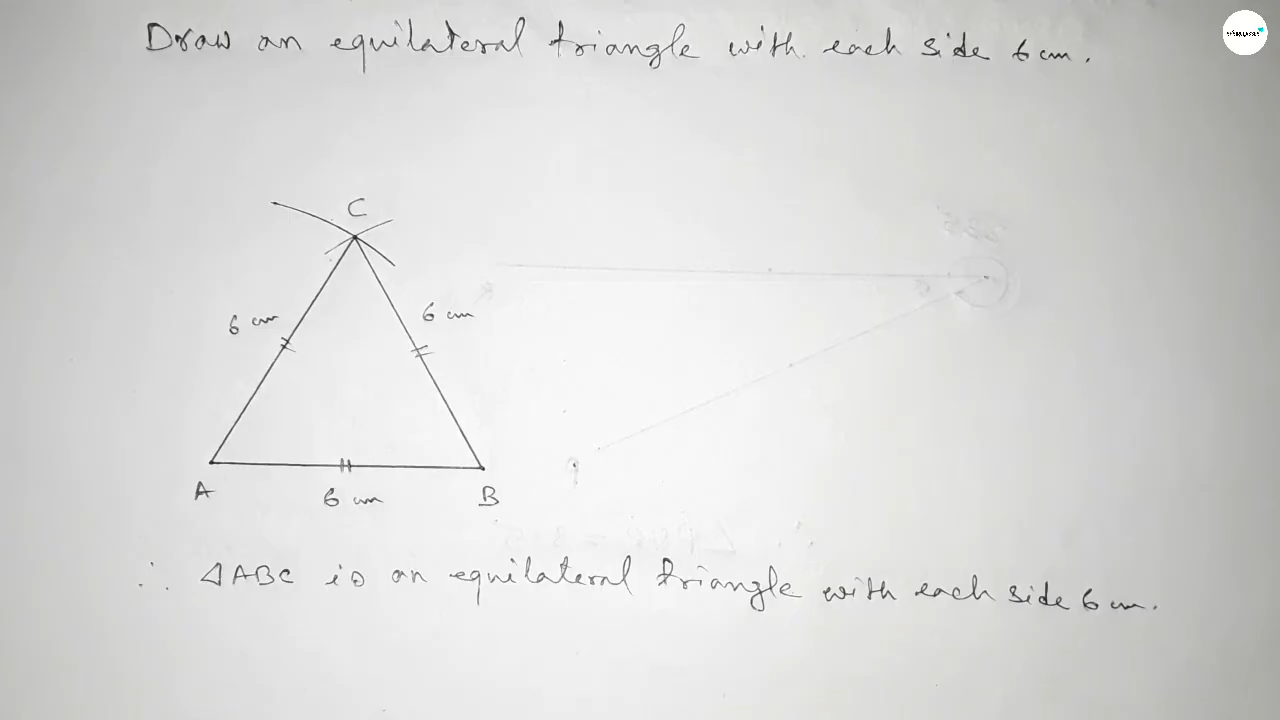 Draw an equilateral triangle with each side 6 cm.
C
6 cm
6 cm
A
6 cm
B
∴ △ABC is an equilateral triangle with each side 6 cm.